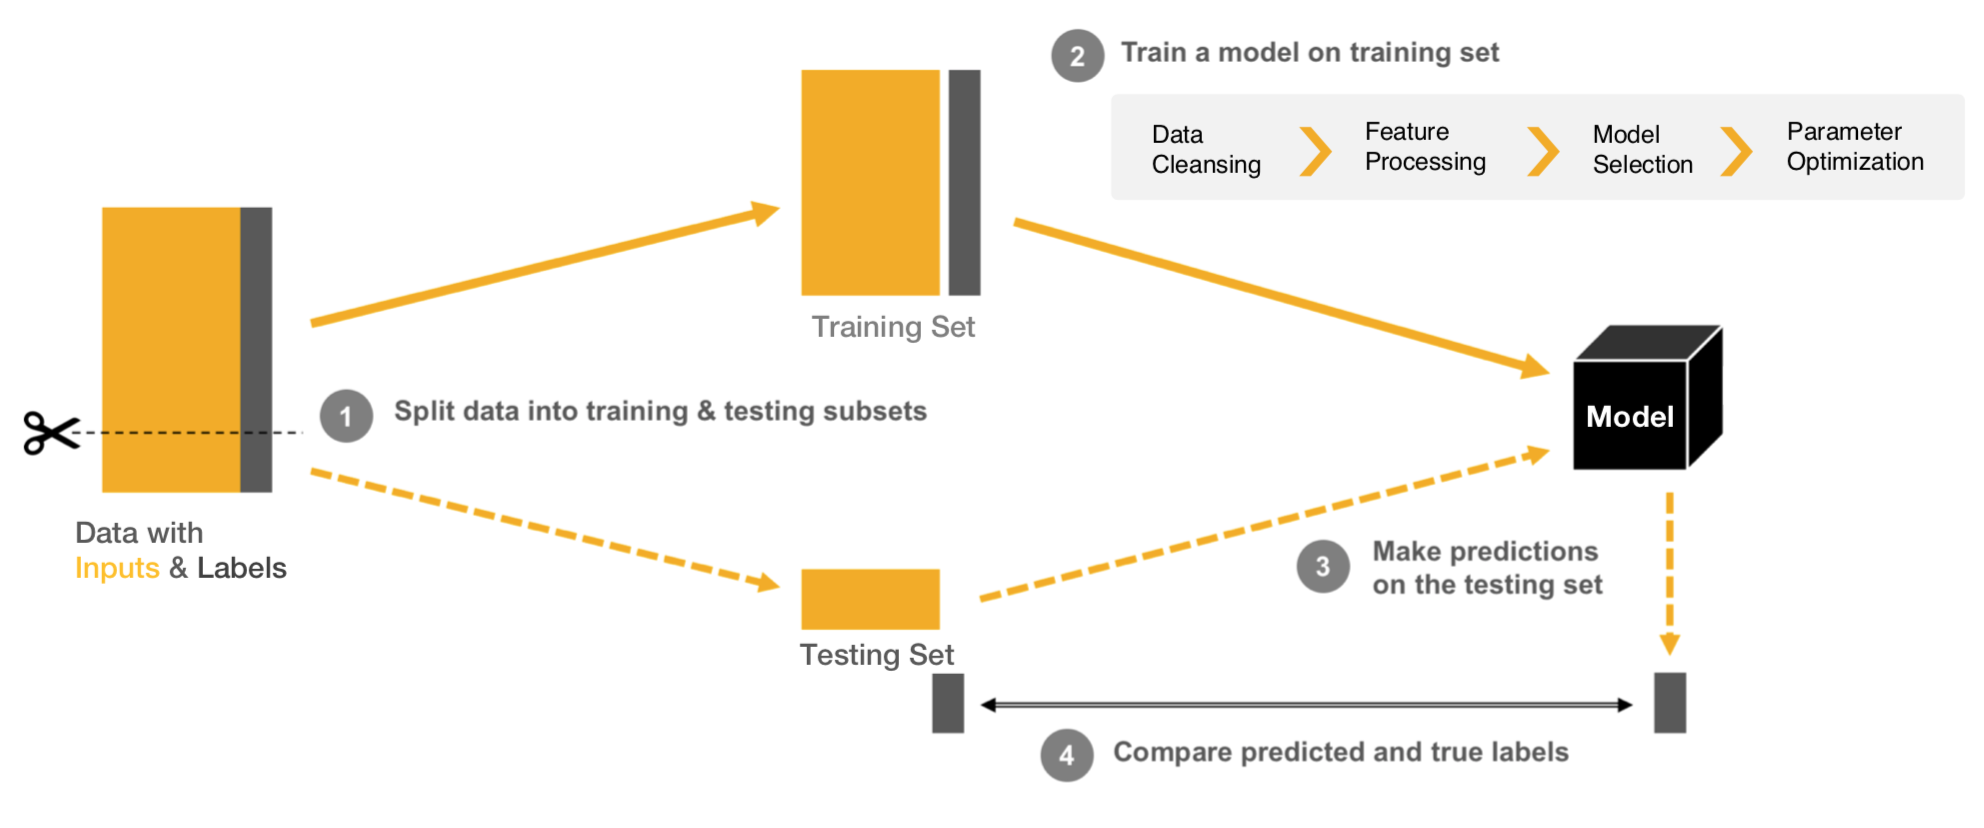 2 Train a model on training set
Data Cleansing
Feature Processing
Model Selection
Parameter Optimization
Training Set
1 Split data into training & testing subsets
Data with
Inputs & Labels
Model
3 Make predictions
on the testing set
Testing Set
4 Compare predicted and true labels